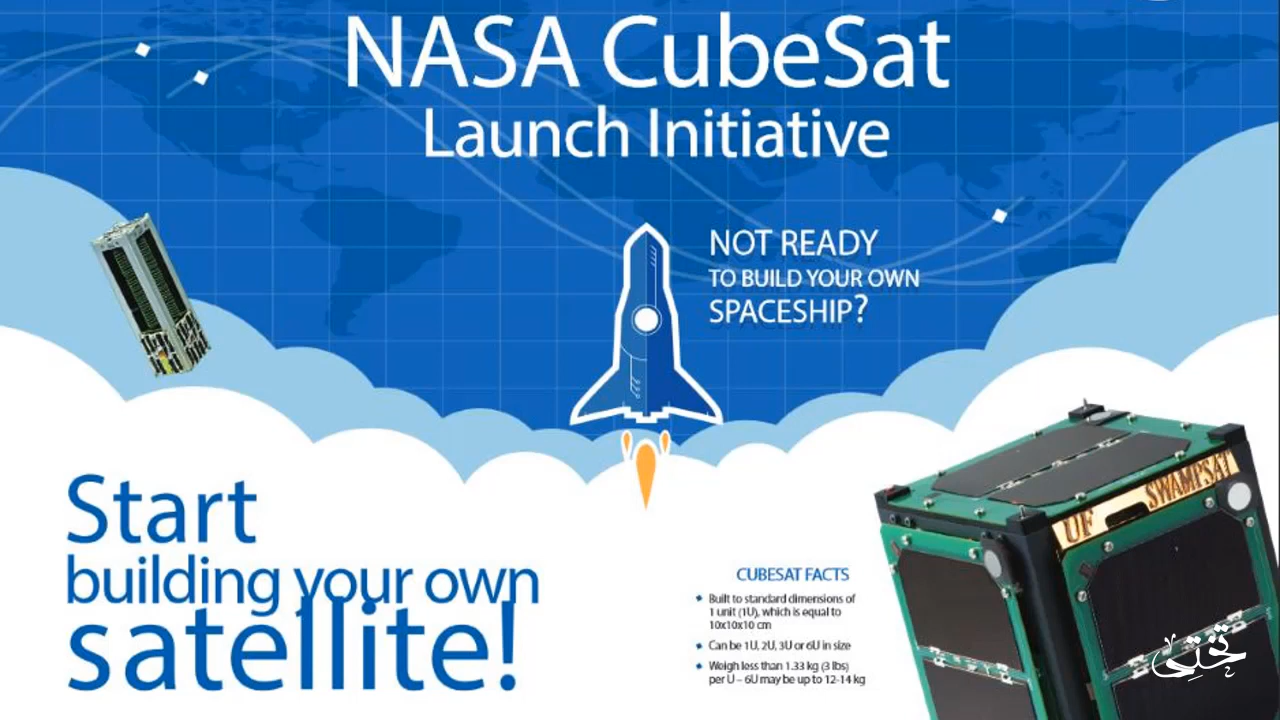 NASA CubeSat
Launch Initiative
NOT READY
TO BUILD YOUR OWN
SPACESHIP?
Start
building your own
satellite!
CUBESAT FACTS
Built to standard dimensions of
1 unit (1U), which is equal to
10x10x10 cm
Can be 1U, 2U, 3U or 6U in size
Weigh less than 1.33 kg (3 lbs)
per U – 6U may be up to 12-14 kg
UF SWAMPSAT
تختی